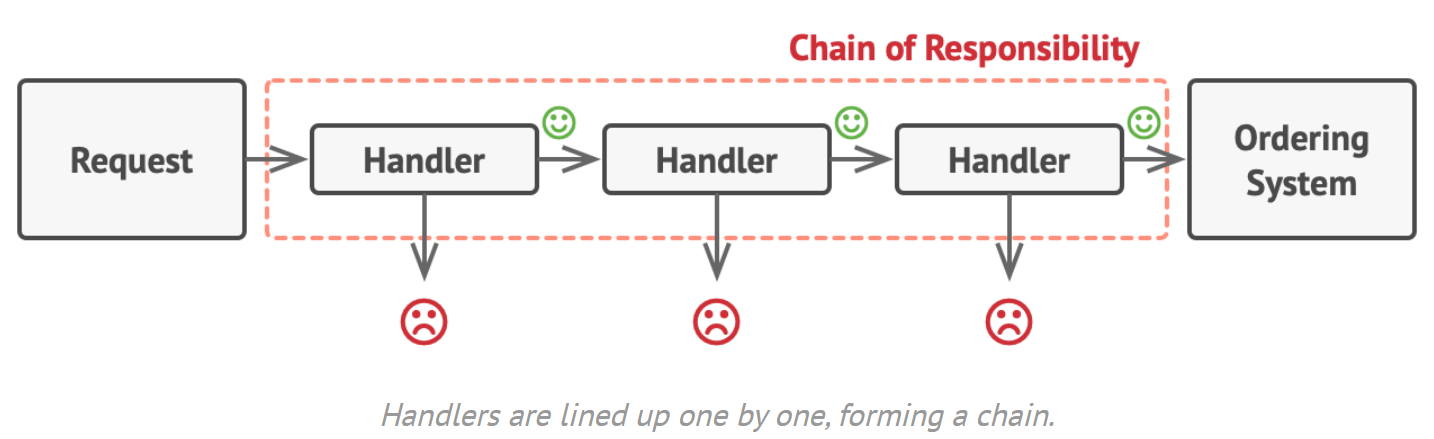 Chain of Responsibility
Request
Handler
Handler
Handler
Ordering
System
Handlers are lined up one by one, forming a chain.